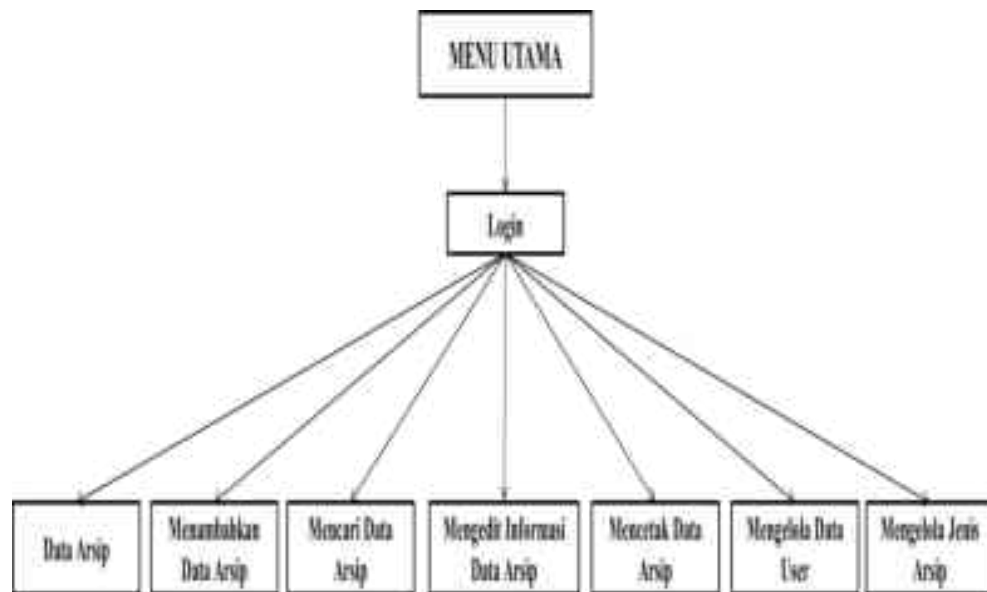 MENU UTAMA
Login
Data Arsip
Menambahkan
Data Arsip
Mencari Data
Arsip
Mengedit Informasi
Data Arsip
Mencetak Data
Arsip
Mengelola Data
User
Mengelola Jenis
Arsip